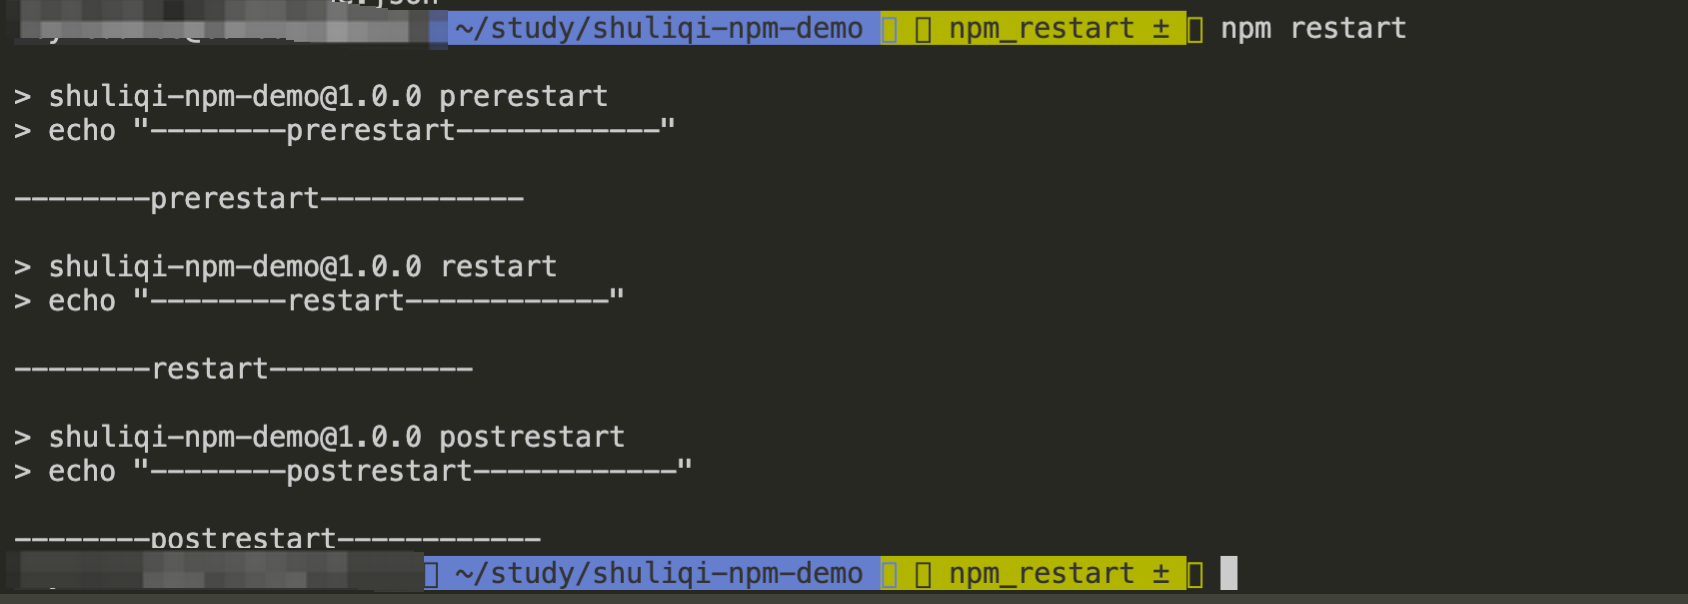 ~/study/shuliqi-npm-demo npm_restart ± npm restart
> shuliqi-npm-demo@1.0.0 prerestart
> echo "--------prerestart------------"
--------prerestart------------
> shuliqi-npm-demo@1.0.0 restart
> echo "--------restart------------"
--------restart------------
> shuliqi-npm-demo@1.0.0 postrestart
> echo "--------postrestart------------"
--------postrestart------------
~/study/shuliqi-npm-demo npm_restart ±